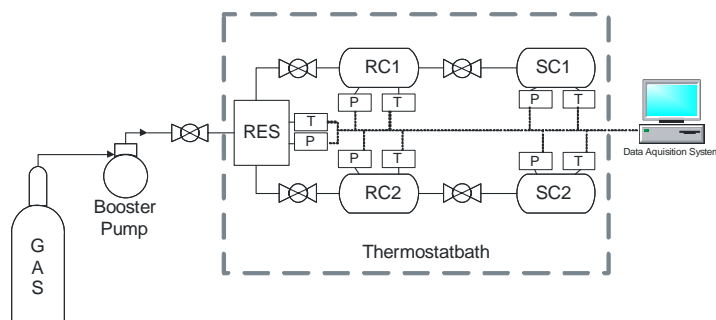 RC1
SC1
P
T
P
T
RES
T
P
Data Aquisition System
P
T
P
T
RC2
SC2
Booster
Pump
Thermostatbath
G
A
S